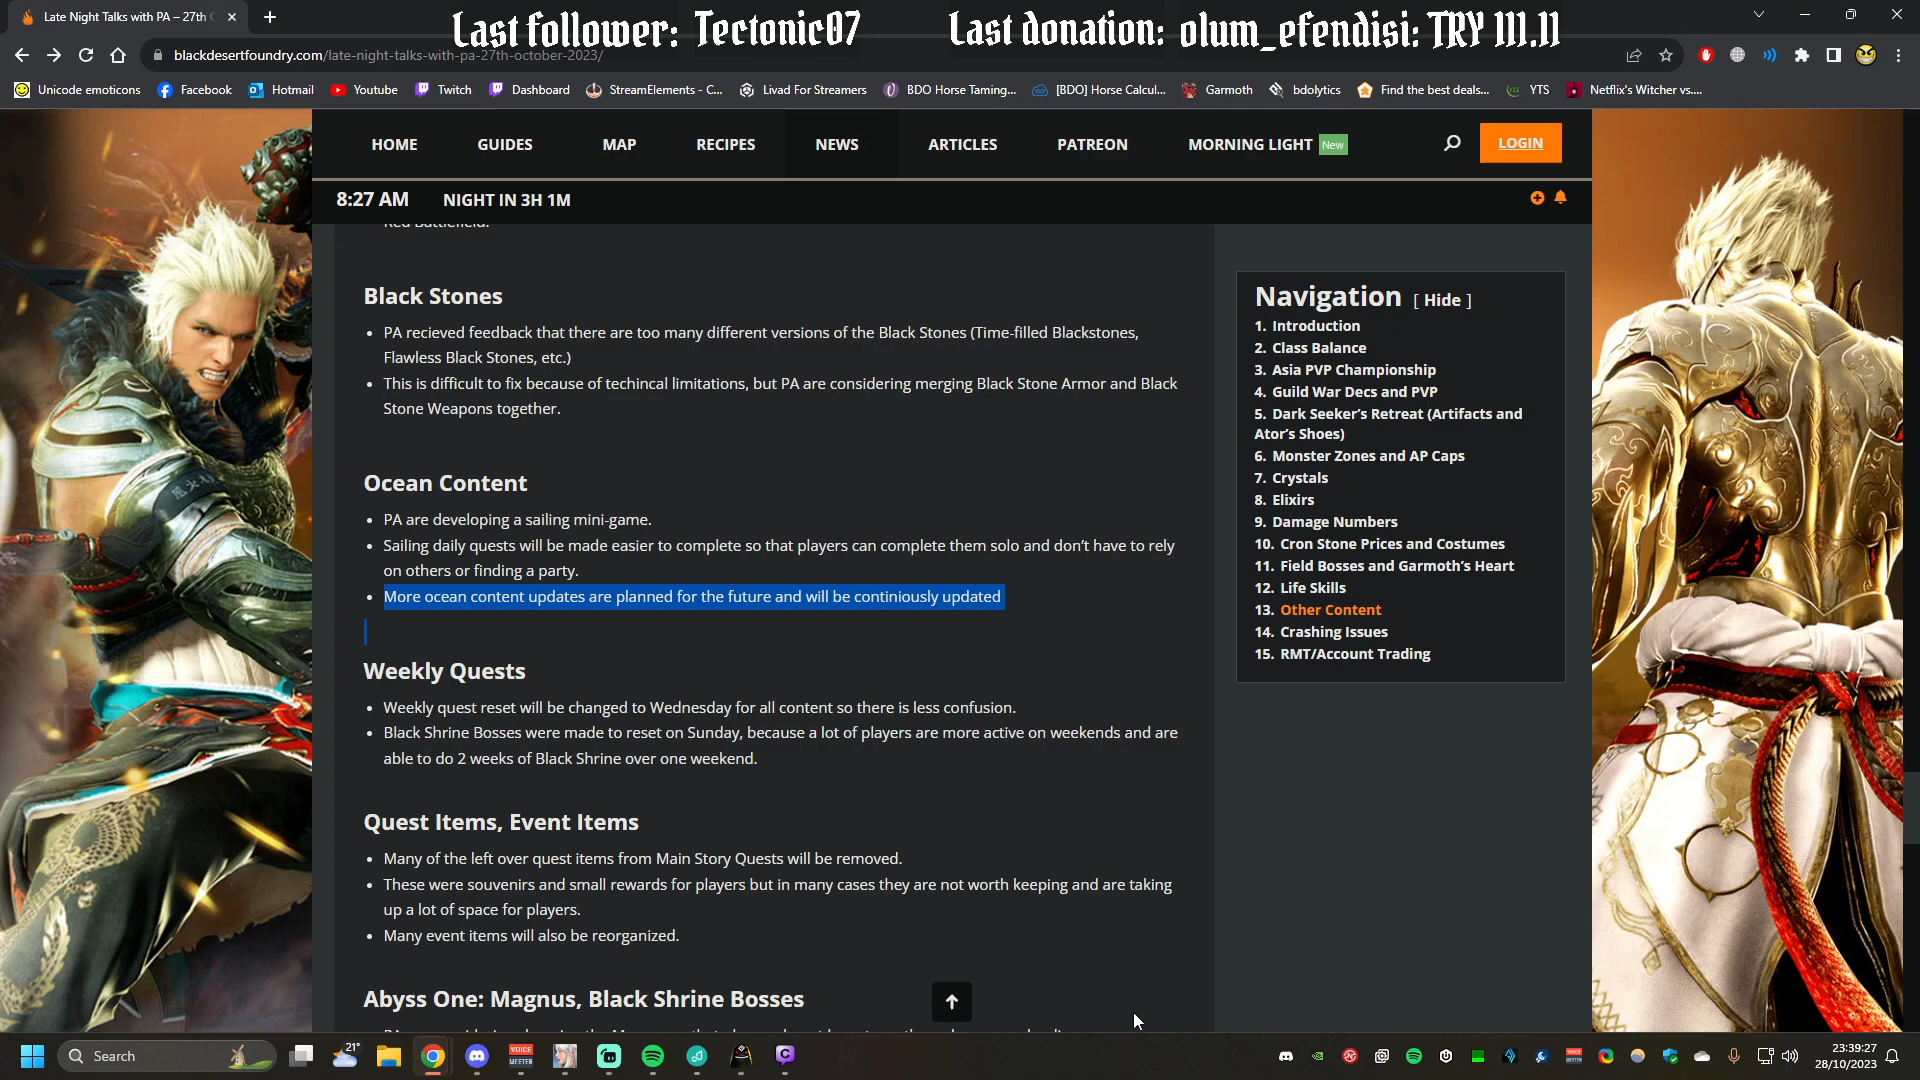 Late Night Talks with PA – 27th
Last follower: Tectonic07
Last donation: olum_efendisi: TRY 111.11
blackdesertfoundry.com/late-night-talks-with-pa-27th-october-2023/
Unicode emoticons
Facebook
Hotmail
Youtube
Twitch
Dashboard
StreamElements - C...
Livad For Streamers
BDO Horse Taming...
[BDO] Horse Calcul...
Garmoth
bdolytics
Find the best deals...
YTS
Netflix's Witcher vs....
HOME
GUIDES
MAP
RECIPES
NEWS
ARTICLES
PATREON
MORNING LIGHT New
LOGIN
8:27 AM
NIGHT IN 3H 1M
Red Battlefield.
Black Stones
PA recieved feedback that there are too many different versions of the Black Stones (Time-filled Blackstones,
Flawless Black Stones, etc.)
This is difficult to fix because of techincal limitations, but PA are considering merging Black Stone Armor and Black
Stone Weapons together.
Ocean Content
PA are developing a sailing mini-game.
Sailing daily quests will be made easier to complete so that players can complete them solo and don't have to rely
on others or finding a party.
More ocean content updates are planned for the future and will be continiously updated
Weekly Quests
Weekly quest reset will be changed to Wednesday for all content so there is less confusion.
Black Shrine Bosses were made to reset on Sunday, because a lot of players are more active on weekends and are
able to do 2 weeks of Black Shrine over one weekend.
Quest Items, Event Items
Many of the left over quest items from Main Story Quests will be removed.
These were souvenirs and small rewards for players but in many cases they are not worth keeping and are taking
up a lot of space for players.
Many event items will also be reorganized.
Abyss One: Magnus, Black Shrine Bosses
Navigation [ Hide ]
1. Introduction
2. Class Balance
3. Asia PVP Championship
4. Guild War Decs and PVP
5. Dark Seeker's Retreat (Artifacts and
Ator's Shoes)
6. Monster Zones and AP Caps
7. Crystals
8. Elixirs
9. Damage Numbers
10. Cron Stone Prices and Costumes
11. Field Bosses and Garmoth's Heart
12. Life Skills
13. Other Content
14. Crashing Issues
15. RMT/Account Trading
Search
21°
VOICE
MEETER
23:39:27
28/10/2023